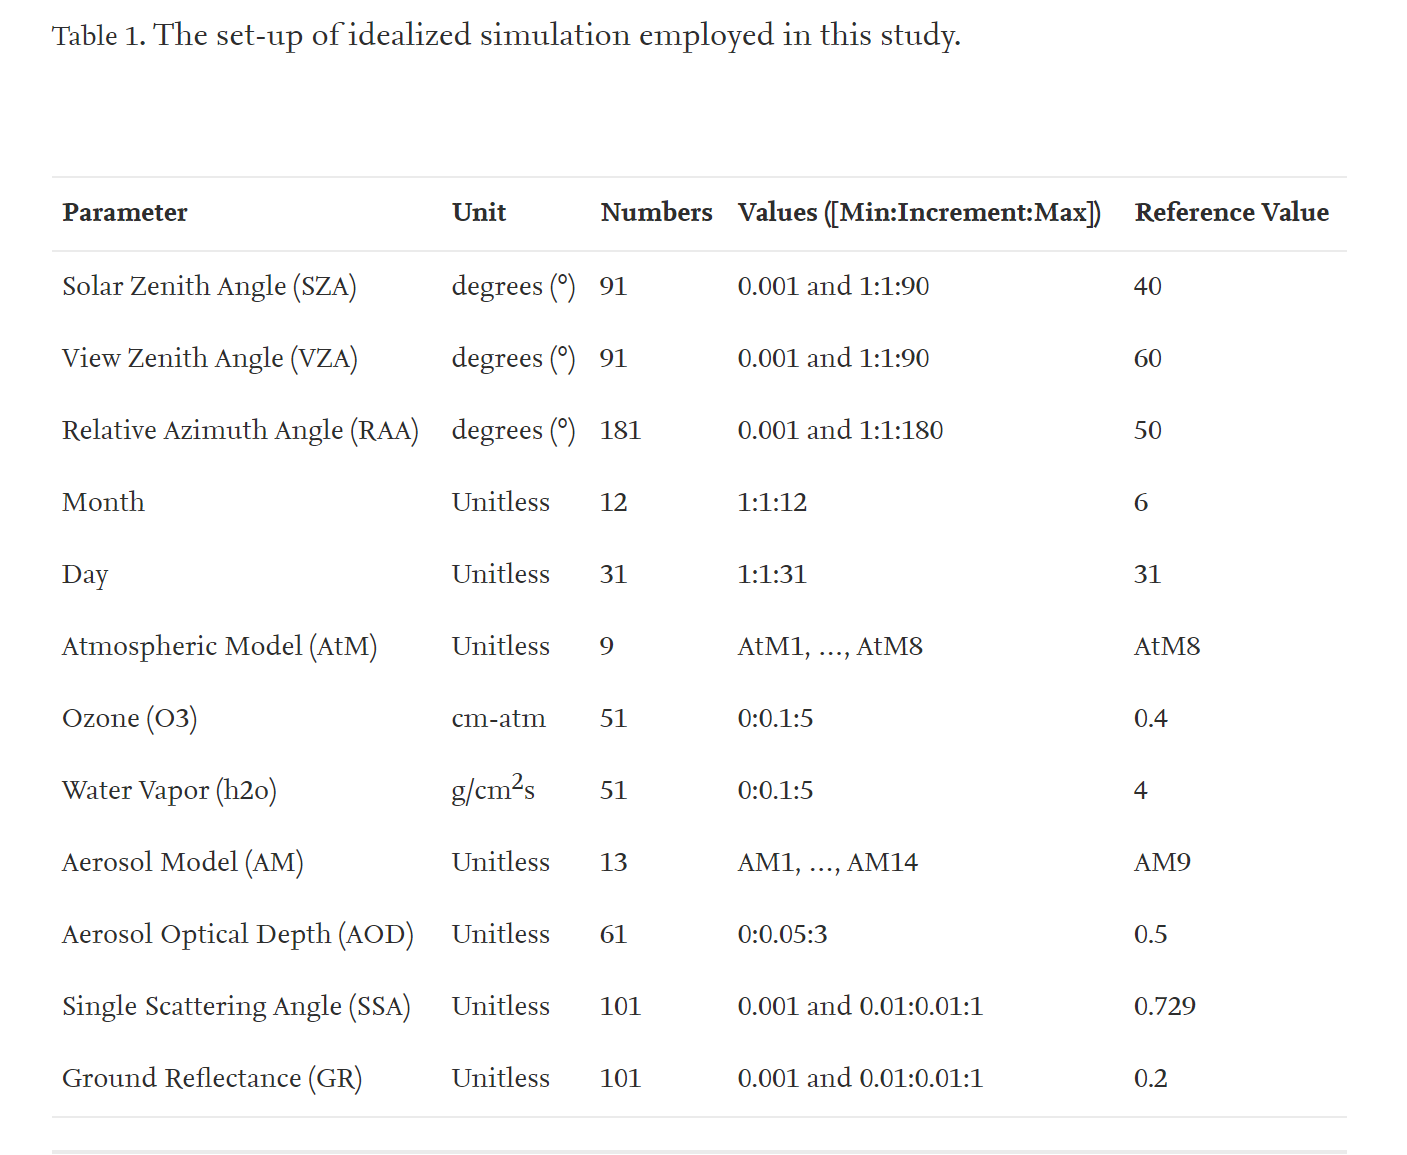 Table 1. The set-up of idealized simulation employed in this study.
Parameter Unit Numbers Values ([Min:Increment:Max]) Reference Value
Solar Zenith Angle (SZA) degrees (°) 91 0.001 and 1:1:90 40
View Zenith Angle (VZA) degrees (°) 91 0.001 and 1:1:90 60
Relative Azimuth Angle (RAA) degrees (°) 181 0.001 and 1:1:180 50
Month Unitless 12 1:1:12 6
Day Unitless 31 1:1:31 31
Atmospheric Model (AtM) Unitless 9 AtM1, …, AtM8 AtM8
Ozone (O3) cm-atm 51 0:0.1:5 0.4
Water Vapor (h2o) g/cm²s 51 0:0.1:5 4
Aerosol Model (AM) Unitless 13 AM1, …, AM14 AM9
Aerosol Optical Depth (AOD) Unitless 61 0:0.05:3 0.5
Single Scattering Angle (SSA) Unitless 101 0.001 and 0.01:0.01:1 0.729
Ground Reflectance (GR) Unitless 101 0.001 and 0.01:0.01:1 0.2